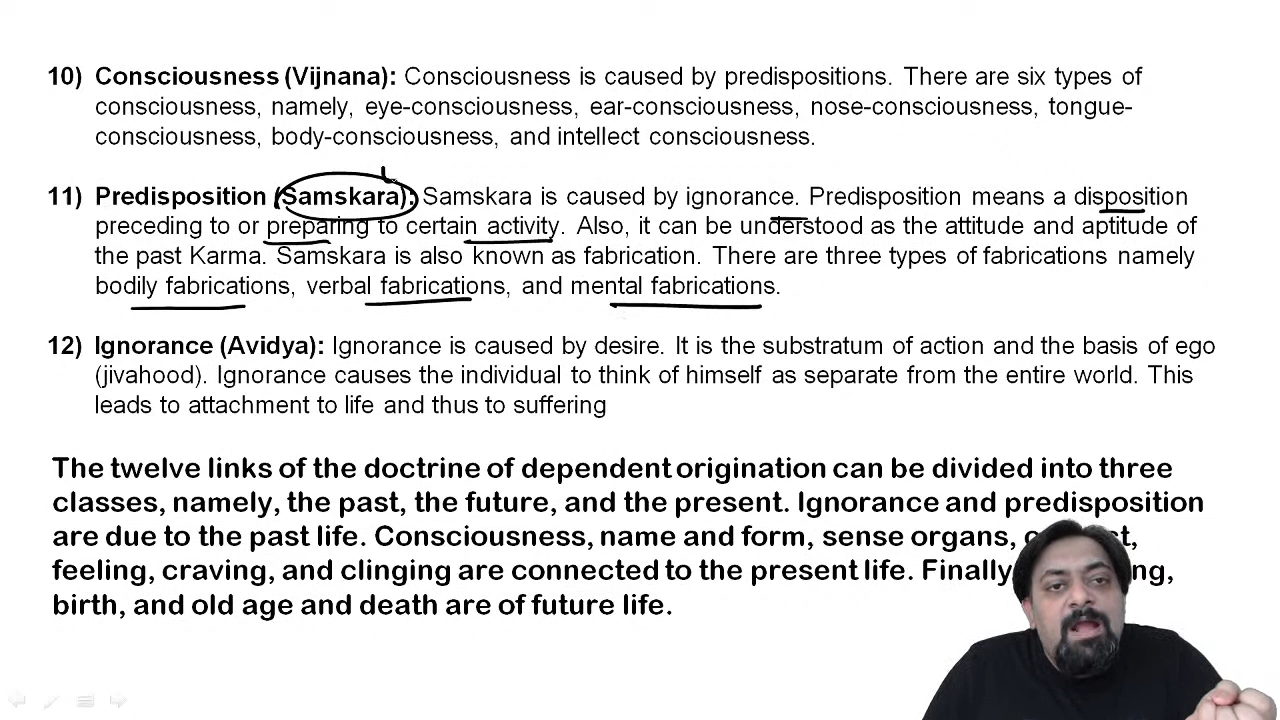 10) Consciousness (Vijnana): Consciousness is caused by predispositions. There are six types of
consciousness, namely, eye-consciousness, ear-consciousness, nose-consciousness, tongue-
consciousness, body-consciousness, and intellect consciousness.
11) Predisposition (Samskara): Samskara is caused by ignorance. Predisposition means a disposition
preceding to or preparing to certain activity. Also, it can be understood as the attitude and aptitude of
the past Karma. Samskara is also known as fabrication. There are three types of fabrications namely
bodily fabrications, verbal fabrications, and mental fabrications.
12) Ignorance (Avidya): Ignorance is caused by desire. It is the substratum of action and the basis of ego
(jivahood). Ignorance causes the individual to think of himself as separate from the entire world. This
leads to attachment to life and thus to suffering
The twelve links of the doctrine of dependent origination can be divided into three
classes, namely, the past, the future, and the present. Ignorance and predisposition
are due to the past life. Consciousness, name and form, sense organs,
feeling, craving, and clinging are connected to the present life. Finally
birth, and old age and death are of future life.